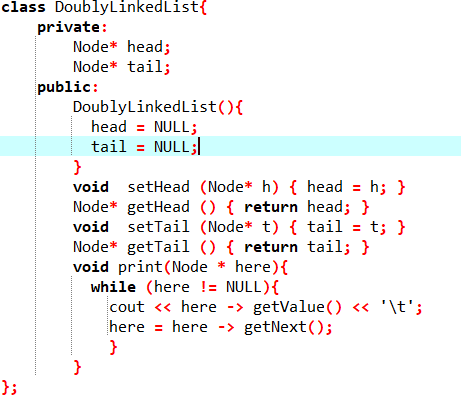 class DoublyLinkedList{
    private:
        Node* head;
        Node* tail;
    public:
        DoublyLinkedList(){
          head = NULL;
          tail = NULL;
        }
        void  setHead (Node* h) { head = h; }
        Node* getHead () { return head; }
        void  setTail (Node* t) { tail = t; }
        Node* getTail () { return tail; }
        void print(Node * here){
          while (here != NULL){
            cout << here -> getValue() << '\t';
            here = here -> getNext();
            }
        }
};